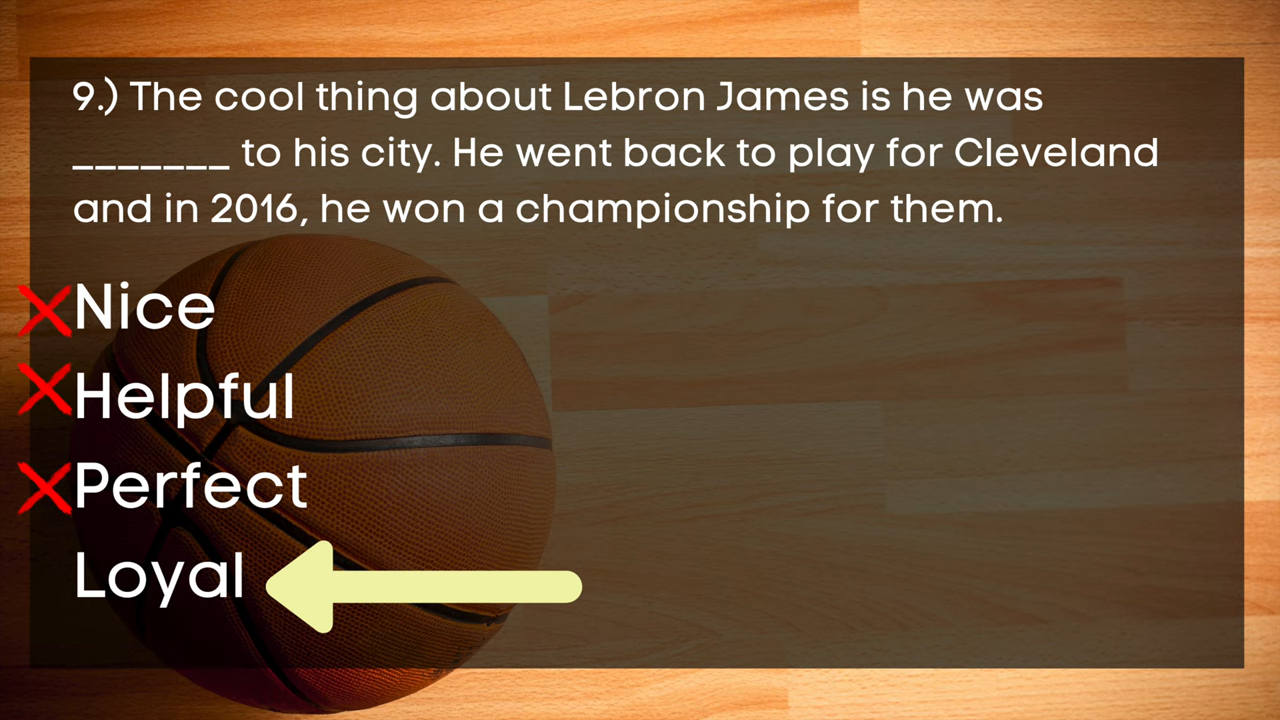 9.) The cool thing about Lebron James is he was
_______ to his city. He went back to play for Cleveland
and in 2016, he won a championship for them.
Nice
Helpful
Perfect
Loyal